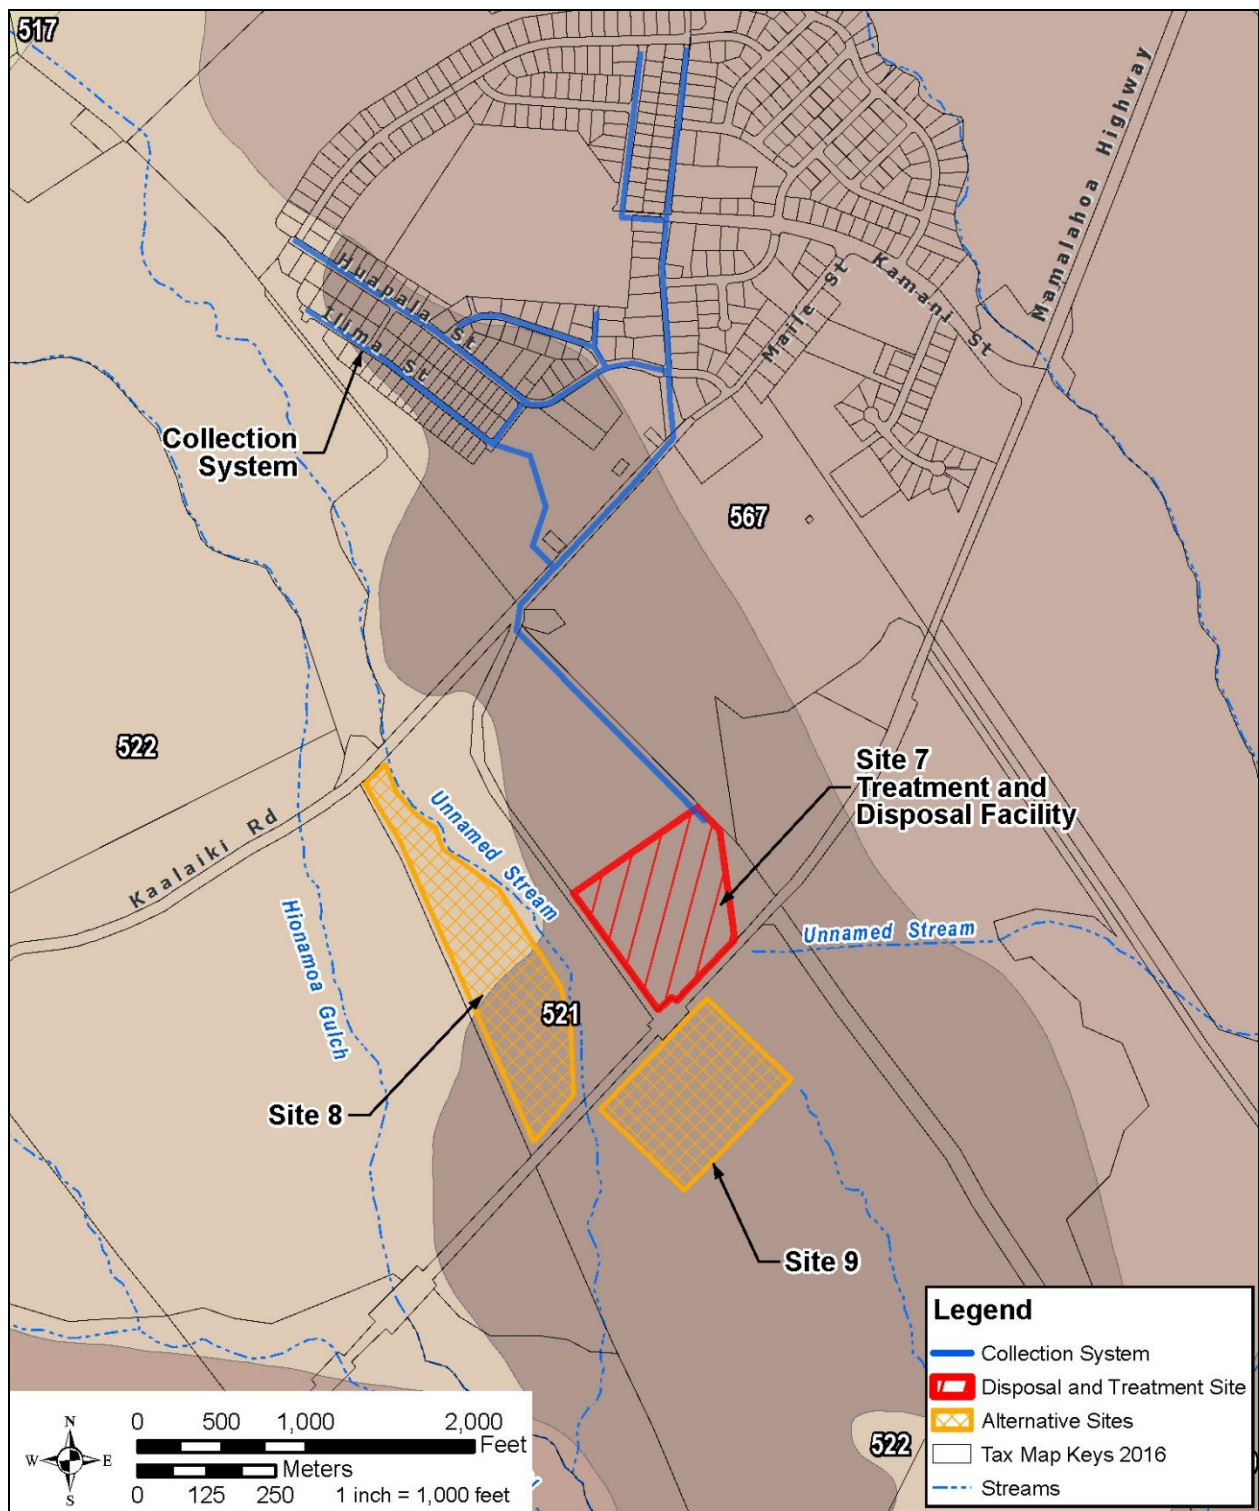 517
Mamalahoa Highway
Huapala St
Ilima St
Maile St
Kamani St
Collection
System
567
522
Site 7
Treatment and
Disposal Facility
Kaalaiki Rd
Unnamed Stream
Hionamoa Gulch
Unnamed Stream
521
Site 8
Site 9
Legend
Collection System
Disposal and Treatment Site
Alternative Sites
Tax Map Keys 2016
Streams
522
N
W E
S
0 500 1,000 2,000
Feet
Meters
0 125 250 1 inch = 1,000 feet